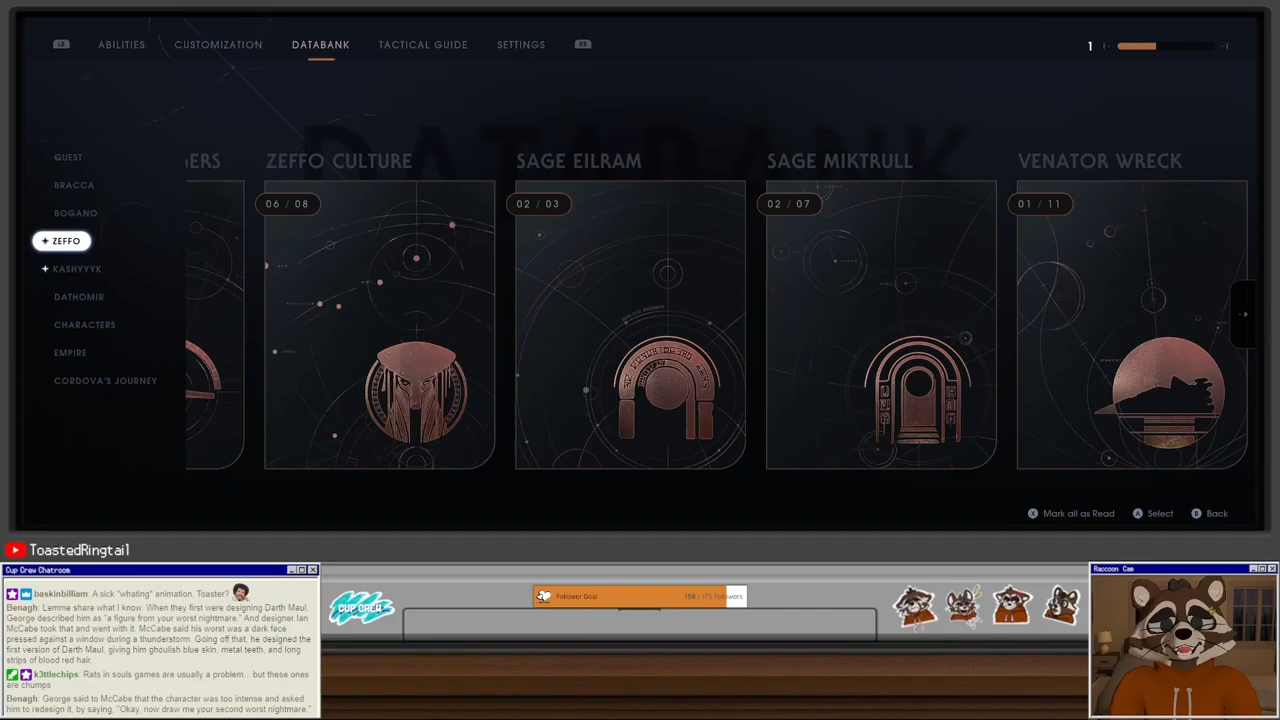 LB ABILITIES CUSTOMIZATION DATABANK TACTICAL GUIDE SETTINGS RB 1
DATABANK
QUEST
BRACCA
BOGANO
ZEFFO
KASHYYYK
DATHOMIR
CHARACTERS
EMPIRE
CORDOVA'S JOURNEY
ERS ZEFFO CULTURE SAGE EILRAM SAGE MIKTRULL VENATOR WRECK
06 / 08 02 / 03 02 / 07 01 / 11
X Mark all as Read A Select B Back
ToastedRingtail
Cup Crew Chatroom
baskinbilliam: A sick "whating" animation, Toaster?
Benagh: Lemme share what I know. When they first were designing Darth Maul,
George described him as "a figure from your worst nightmare." And designer Ian
McCabe took that and went with it. McCabe said his worst was a dark face
pressed against a window during a thunderstorm. Going off that, he designed the
first version of Darth Maul, giving him ghoulish blue skin, metal teeth, and long
strips of blood red hair.
k3ttlechips: Rats in souls games are usually a problem... but these ones
are chumps
Benagh: George said to McCabe that the character was too intense and asked
him to redesign it, by saying, "Okay, now draw me your second worst nightmare."
CUP CREW
Follower Goal 158 / 175 Followers
Raccoon Cam